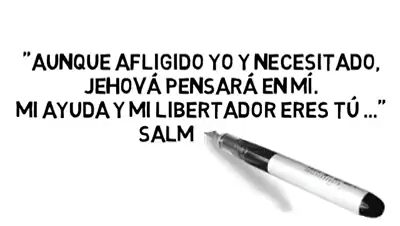 "AUNQUE AFLIGIDO YO Y NECESITADO,
JEHOVÁ PENSARÁ EN MÍ.
MI AYUDA Y MI LIBERTADOR ERES TÚ ..."
SALM